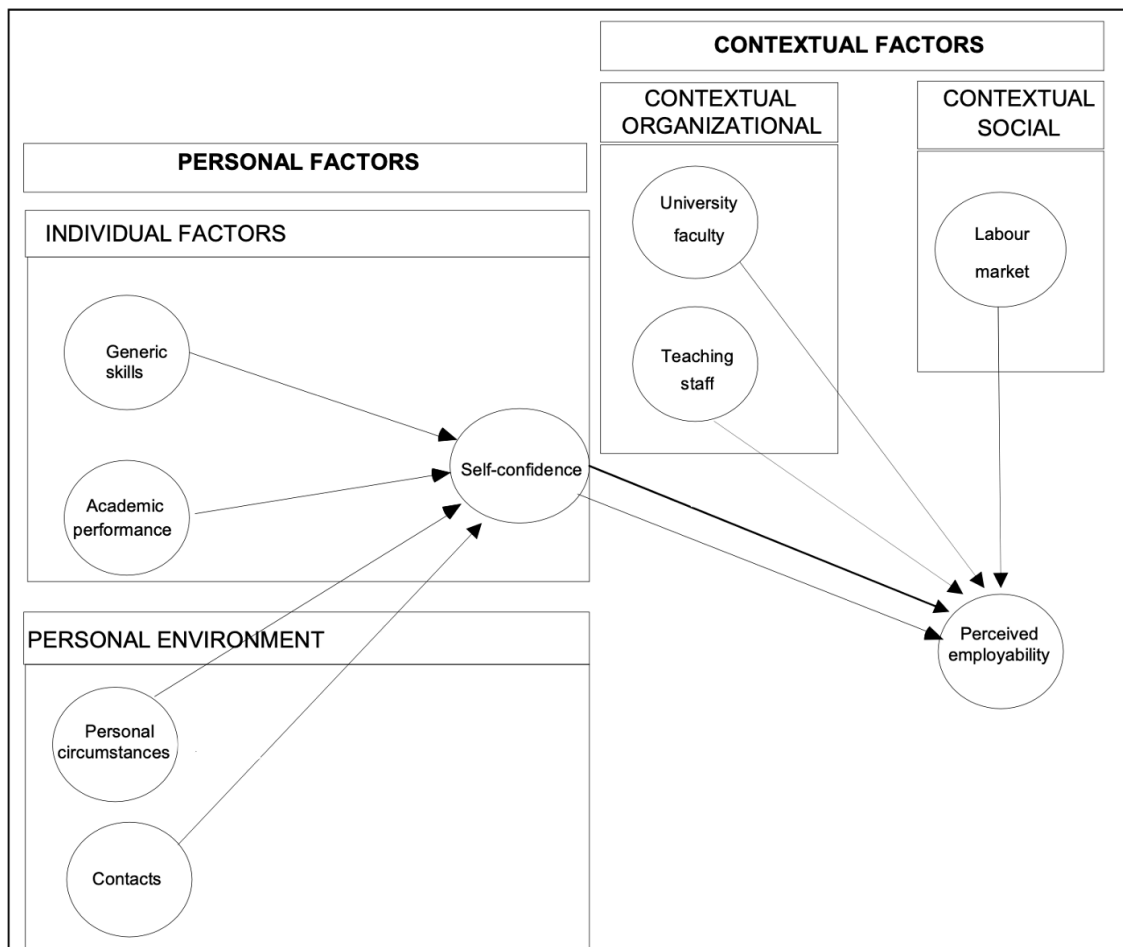 CONTEXTUAL FACTORS
CONTEXTUAL
ORGANIZATIONAL
CONTEXTUAL
SOCIAL
PERSONAL FACTORS
University
faculty
Labour
market
INDIVIDUAL FACTORS
Generic
skills
Teaching
staff
Self-confidence
Academic
performance
PERSONAL ENVIRONMENT
Perceived
employability
Personal
circumstances
Contacts